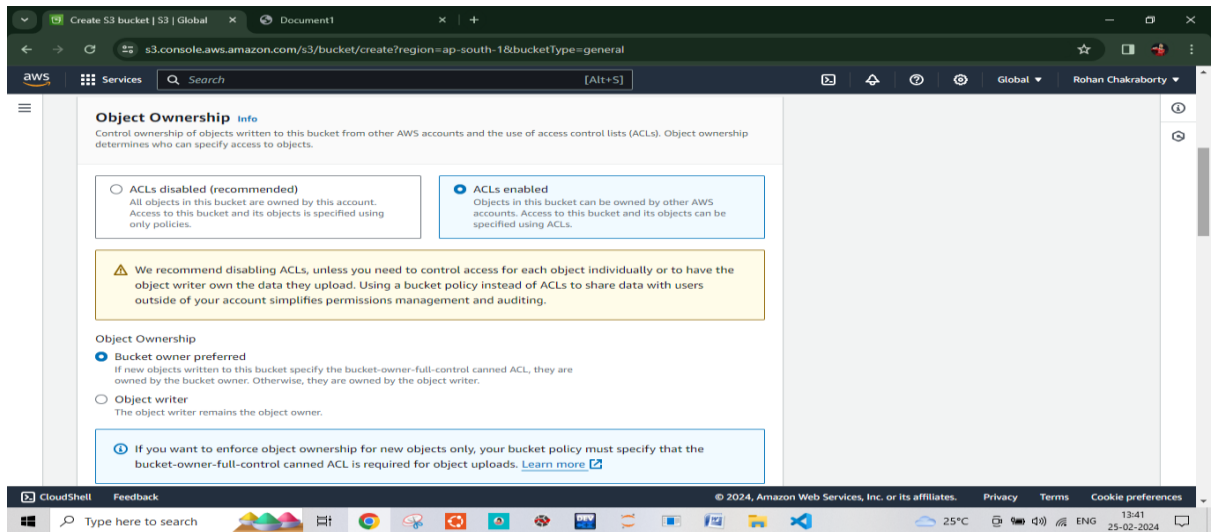 Create S3 bucket | S3 | Global
Document1
s3.console.aws.amazon.com/s3/bucket/create?region=ap-south-1&bucketType=general
aws Services Search [Alt+S] Global Rohan Chakraborty
Object Ownership Info
Control ownership of objects written to this bucket from other AWS accounts and the use of access control lists (ACLs). Object ownership
determines who can specify access to objects.
ACLs disabled (recommended)
All objects in this bucket are owned by this account.
Access to this bucket and its objects is specified using
only policies.
ACLs enabled
Objects in this bucket can be owned by other AWS
accounts. Access to this bucket and its objects can be
specified using ACLs.
We recommend disabling ACLs, unless you need to control access for each object individually or to have the
object writer own the data they upload. Using a bucket policy instead of ACLs to share data with users
outside of your account simplifies permissions management and auditing.
Object Ownership
Bucket owner preferred
If new objects written to this bucket specify the bucket-owner-full-control canned ACL, they are
owned by the bucket owner. Otherwise, they are owned by the object writer.
Object writer
The object writer remains the object owner.
If you want to enforce object ownership for new objects only, your bucket policy must specify that the
bucket-owner-full-control canned ACL is required for object uploads. Learn more
CloudShell Feedback © 2024, Amazon Web Services, Inc. or its affiliates. Privacy Terms Cookie preferences
Type here to search 25°C ENG 13:41
25-02-2024